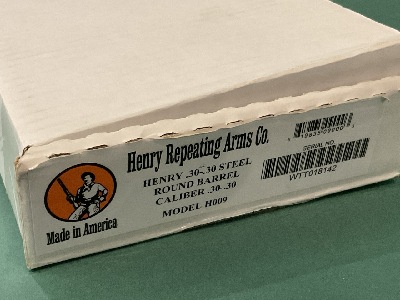 Henry Repeating Arms Co.
HENRY .30-.30 STEEL
ROUND BARREL
CALIBER .30-.30
MODEL H009
Made in America
SERIAL NO.
WTT018142